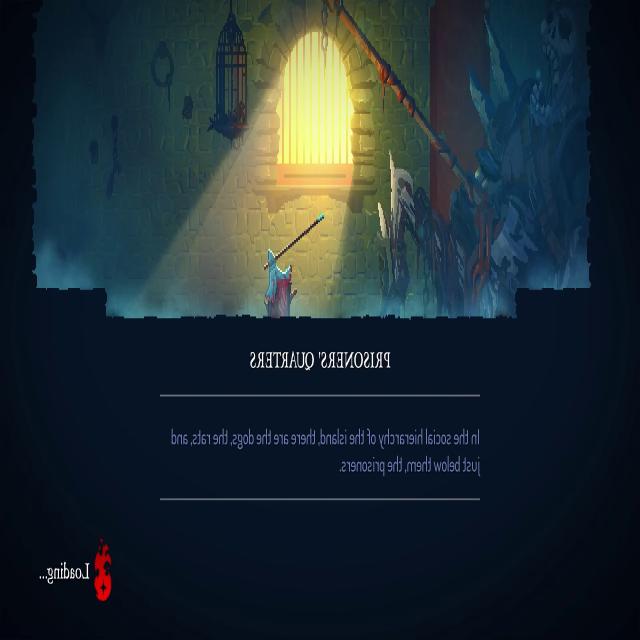 PRISONERS' QUARTERS
In the social hierarchy of the island, there are the dogs, the rats, and
just below them, the prisoners.
Loading...